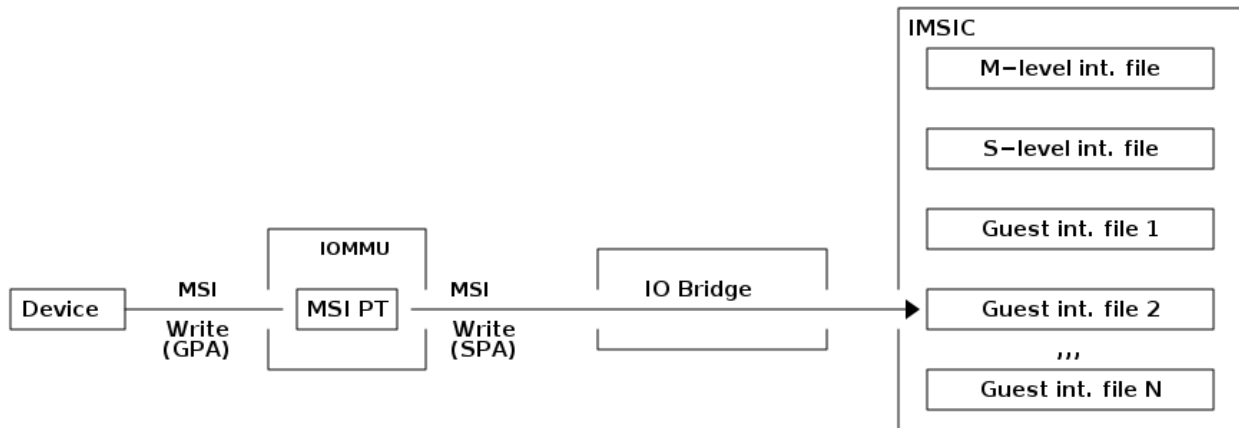 IMSIC
M−level int. file
S−level int. file
Guest int. file 1
IOMMU
Device
MSI
Write
(GPA)
MSI PT
MSI
Write
(SPA)
IO Bridge
Guest int. file 2
,,,
Guest int. file N